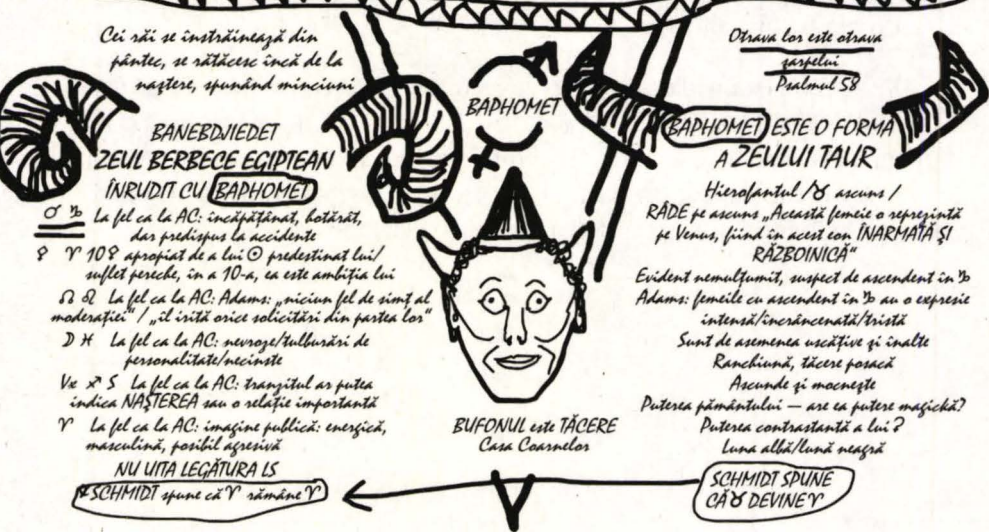 Cei răi se înstrăinează din
pântec, se rătăcesc încă de la
naștere, spunând minciuni
BANEBDJIEDET
ZEUL BERBECE EGIPTEAN
ÎNRUDIT CU BAPHOMET
♂ ♑ La fel ca la AC: încăpățânat, hotărât,
dar predispus la accidente
♀ ♈ 10♀ apropiat de a lui ☉ predestinat lui/
suflet pereche, în a 10-a, ea este ambiția lui
☊ ♌ La fel ca la AC: Adams: „niciun fel de simț al
moderației“ / „îl irită orice solicitări din partea lor“
☽ ♓ La fel ca la AC: nevroze/tulburări de
personalitate/necinste
Vx ♐ 5 La fel ca la AC: tranzitul ar putea
indica NAȘTEREA sau o relație importantă
♈ La fel ca la AC: imagine publică: energică,
masculină, posibil agresivă
NU UITA LEGĂTURA LS
SCHMIDT spune că ♈ rămâne ♈
BAPHOMET
BUFONUL este TĂCERE
Casa Coarnelor
Otrava lor este otrava
șarpelui
Psalmul 58
BAPHOMET ESTE O FORMĂ
A ZEULUI TAUR
Hierofantul /♉ ascuns /
RÂDE pe ascuns „Această femeie o reprezintă
pe Venus, fiind în acest eon ÎNARMATĂ ȘI
RĂZBOINICĂ“
Evident nemulțumit, suspect de ascendent în ♑
Adams: femeile cu ascendent în ♑ au o expresie
intensă/încrâncenată/tristă
Sunt de asemenea uscățive și înalte
Ranchiună, tăcere posacă
Ascunde și mocnește
Puterea pământului — are ea putere magickă?
Puterea contrastantă a lui ?
Luna albă/lună neagră
SCHMIDT SPUNE
CĂ ♉ DEVINE ♈